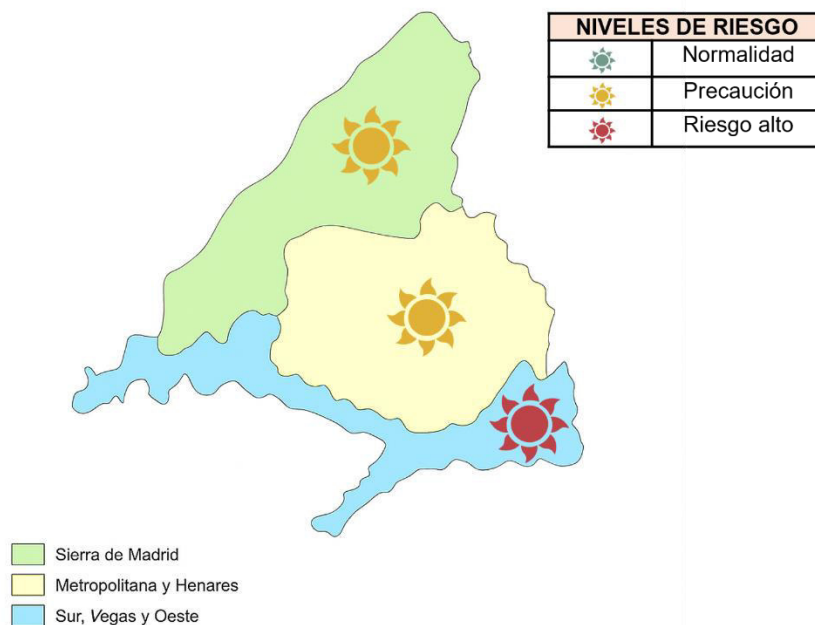 NIVELES DE RIESGO
Normalidad
Precaución
Riesgo alto
Sierra de Madrid
Metropolitana y Henares
Sur, Vegas y Oeste